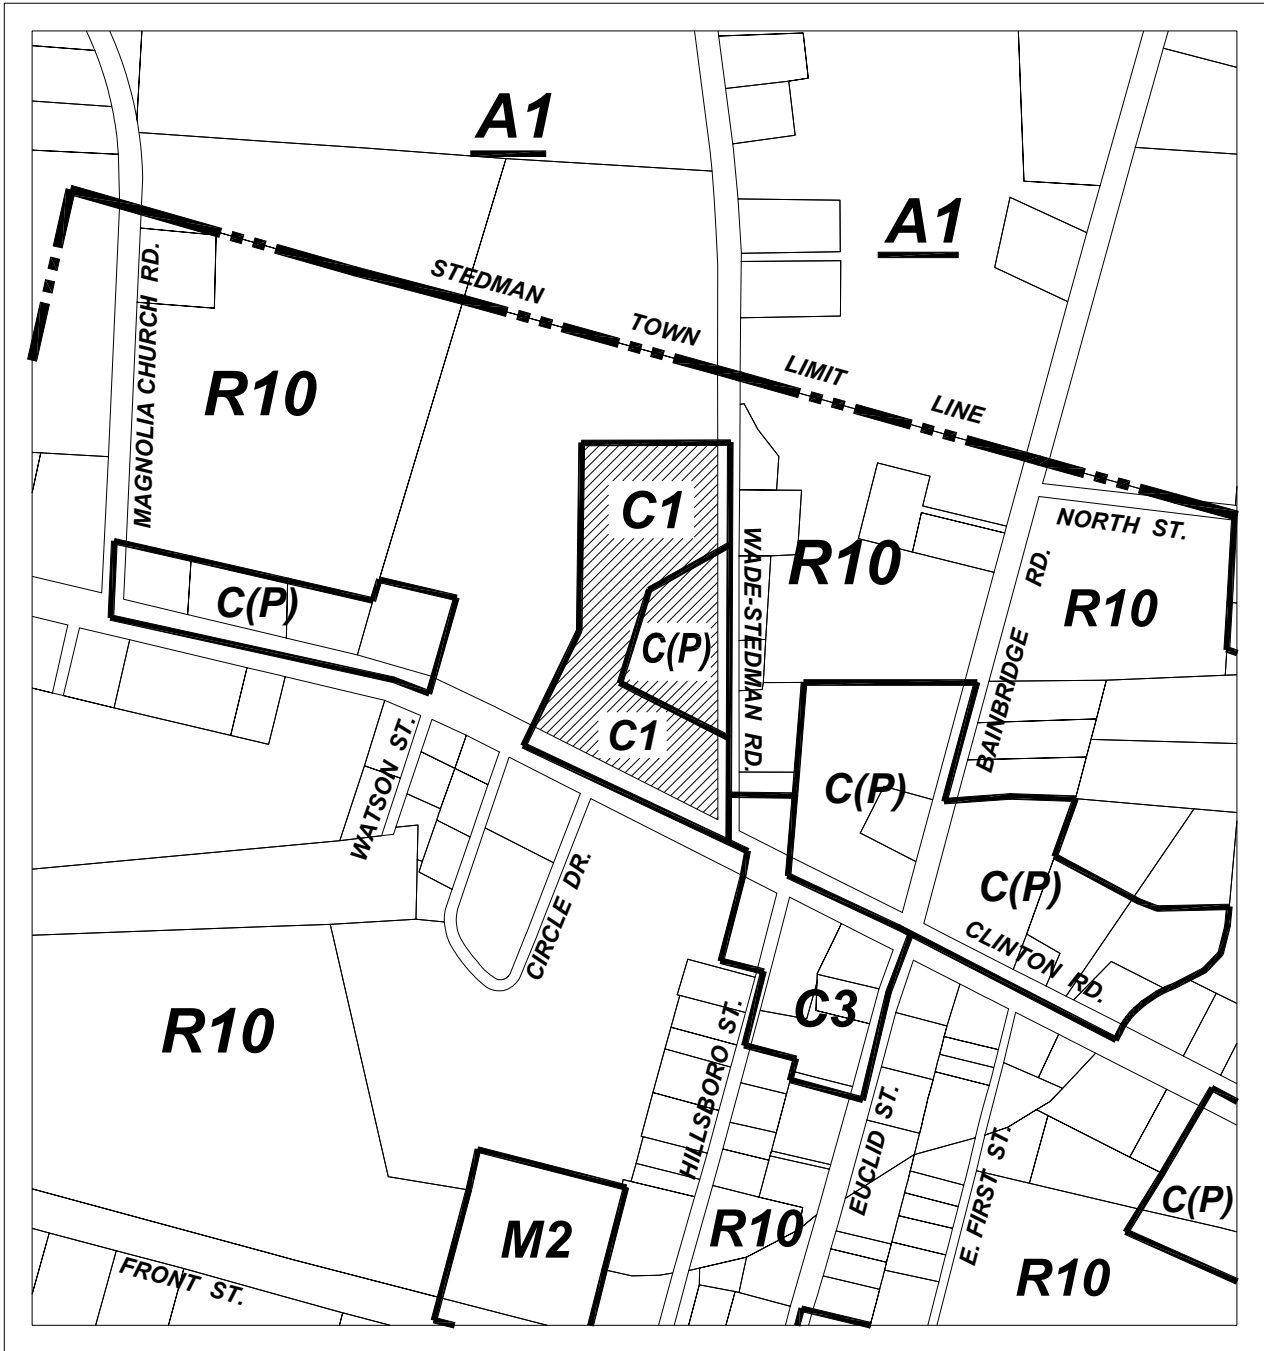 A1
A1
STEDMAN TOWN LIMIT LINE
MAGNOLIA CHURCH RD.
R10
C1
NORTH ST.
WADE-STEDMAN RD.
R10
BAINBRIDGE RD.
R10
C(P)
C(P)
C1
WATSON ST.
C(P)
C(P)
CIRCLE DR.
CLINTON RD.
R10
C3
HILLSBORO ST.
EUCLID ST.
E. FIRST ST.
C(P)
M2
R10
R10
FRONT ST.